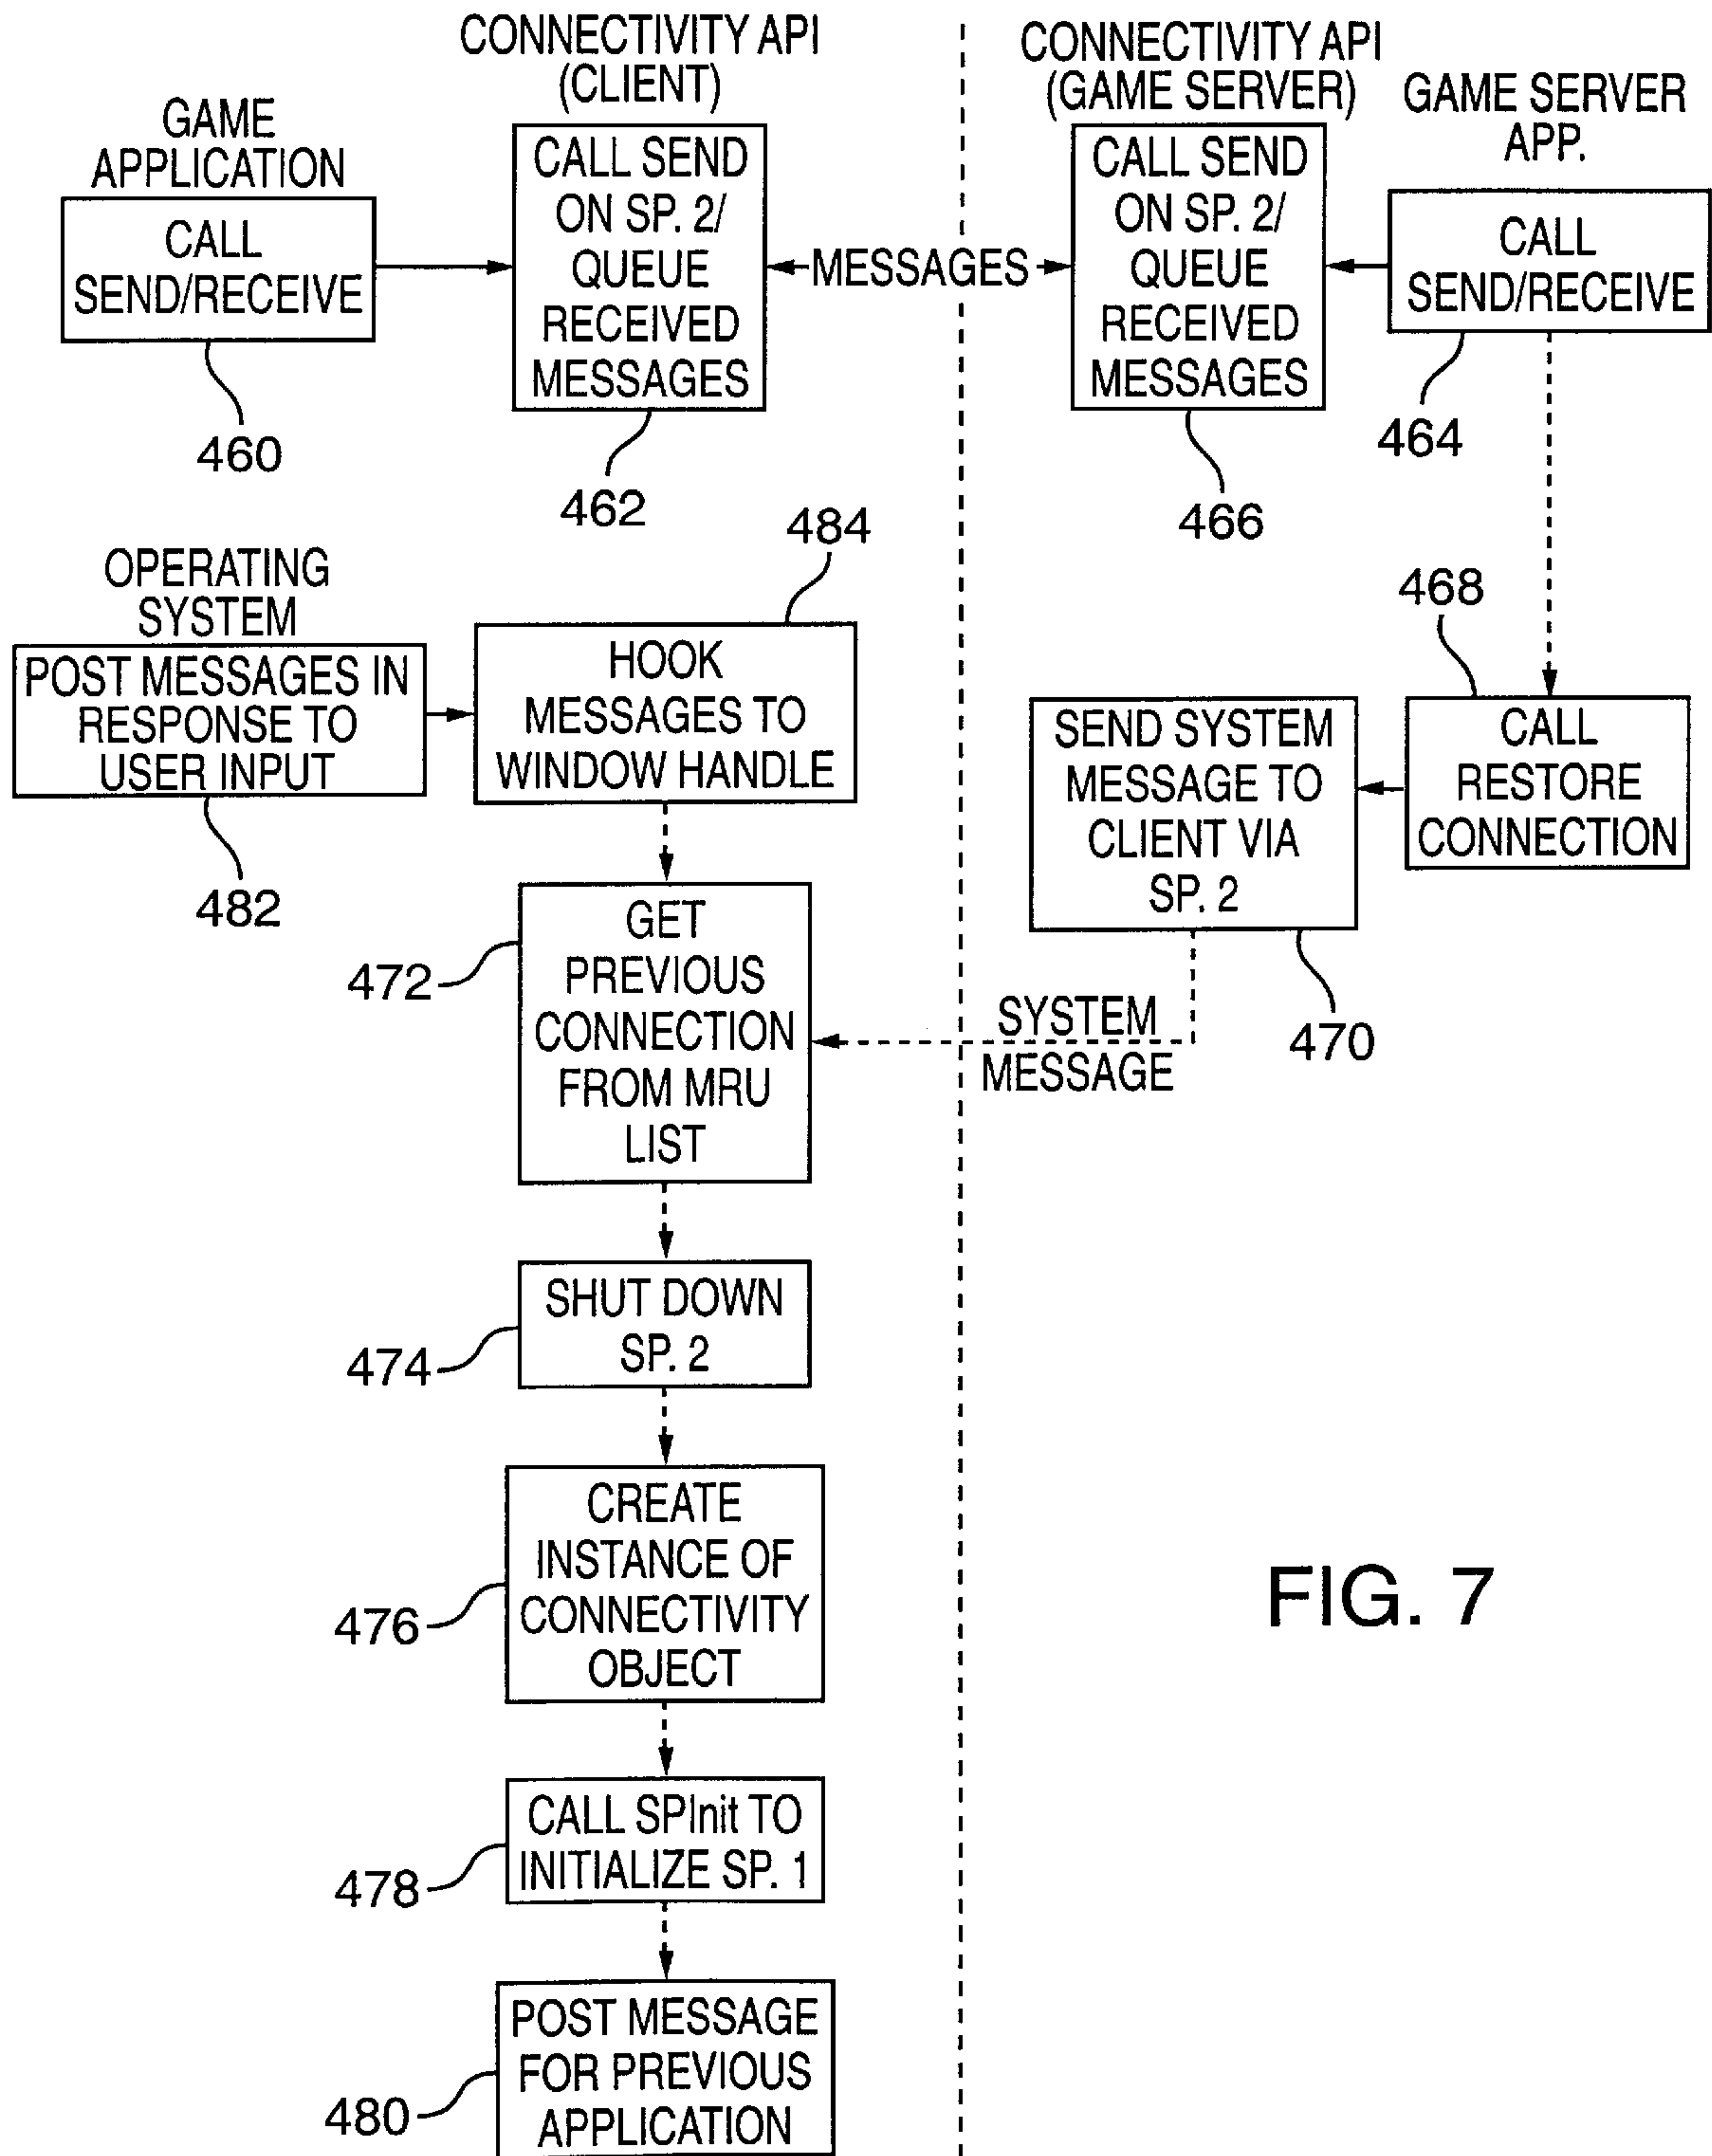 CONNECTIVITY API
(CLIENT)
CONNECTIVITY API
(GAME SERVER)
GAME SERVER
APP.
GAME
APPLICATION
CALL
SEND/RECEIVE
460
CALL SEND
ON SP. 2/
QUEUE
RECEIVED
MESSAGES
462
MESSAGES
CALL SEND
ON SP. 2/
QUEUE
RECEIVED
MESSAGES
466
CALL
SEND/RECEIVE
464
OPERATING
SYSTEM
POST MESSAGES IN
RESPONSE TO
USER INPUT
482
484
HOOK
MESSAGES TO
WINDOW HANDLE
468
CALL
RESTORE
CONNECTION
SEND SYSTEM
MESSAGE TO
CLIENT VIA
SP. 2
470
SYSTEM
MESSAGE
472
GET
PREVIOUS
CONNECTION
FROM MRU
LIST
474
SHUT DOWN
SP. 2
476
CREATE
INSTANCE OF
CONNECTIVITY
OBJECT
478
CALL SPInit TO
INITIALIZE SP. 1
480
POST MESSAGE
FOR PREVIOUS
APPLICATION
FIG. 7